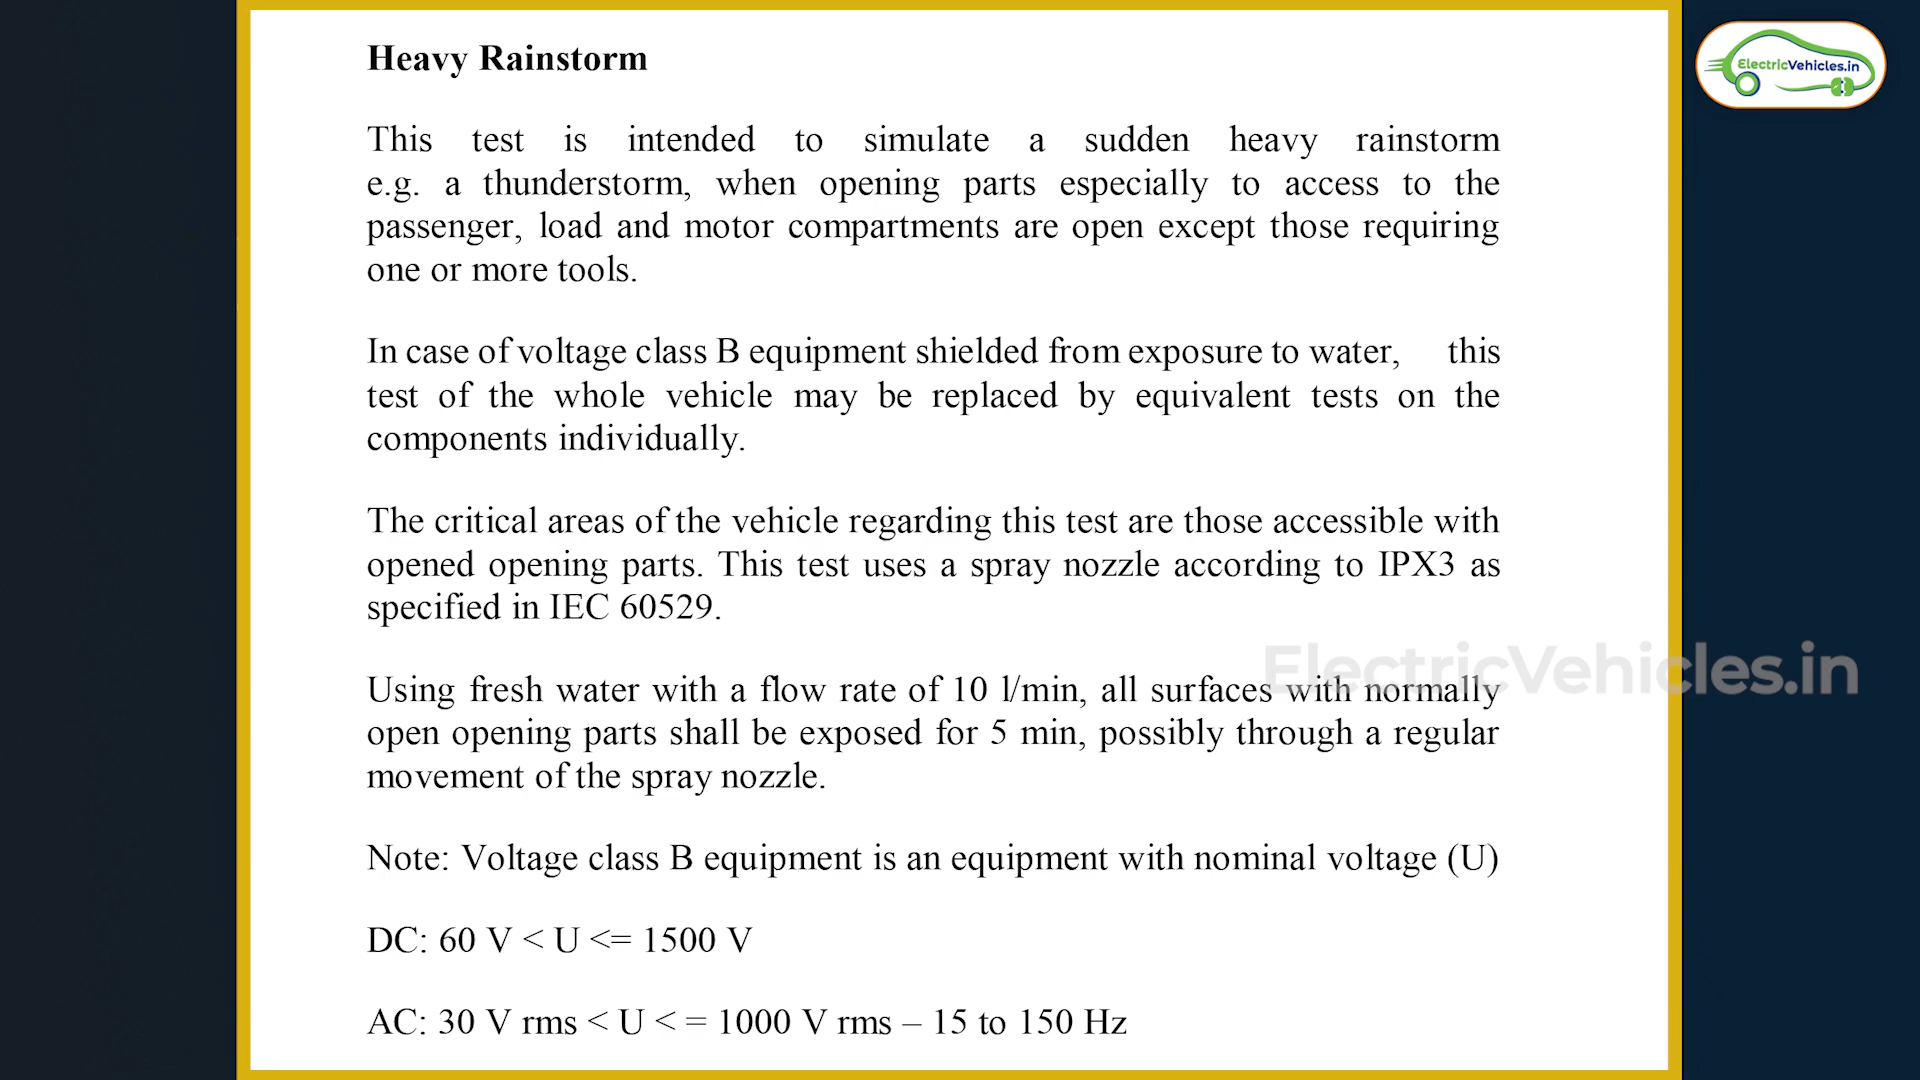 Heavy Rainstorm
ElectricVehicles.in
This test is intended to simulate a sudden heavy rainstorm
e.g. a thunderstorm, when opening parts especially to access to the
passenger, load and motor compartments are open except those requiring
one or more tools.
In case of voltage class B equipment shielded from exposure to water, this
test of the whole vehicle may be replaced by equivalent tests on the
components individually.
The critical areas of the vehicle regarding this test are those accessible with
opened opening parts. This test uses a spray nozzle according to IPX3 as
specified in IEC 60529.
ElectricVehicles.in
Using fresh water with a flow rate of 10 l/min, all surfaces with normally
open opening parts shall be exposed for 5 min, possibly through a regular
movement of the spray nozzle.
Note: Voltage class B equipment is an equipment with nominal voltage (U)
DC: 60 V < U <= 1500 V
AC: 30 V rms < U < = 1000 V rms – 15 to 150 Hz